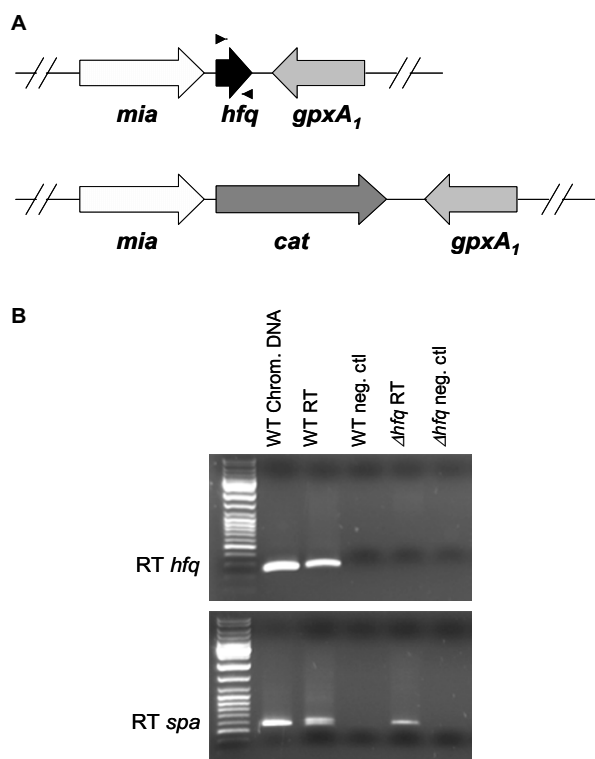 A
mia hfq gpxA1
mia cat gpxA1
B
WT Chrom. DNA
WT RT
WT neg. ctl
Δhfq RT
Δhfq neg. ctl
RT hfq
RT spa